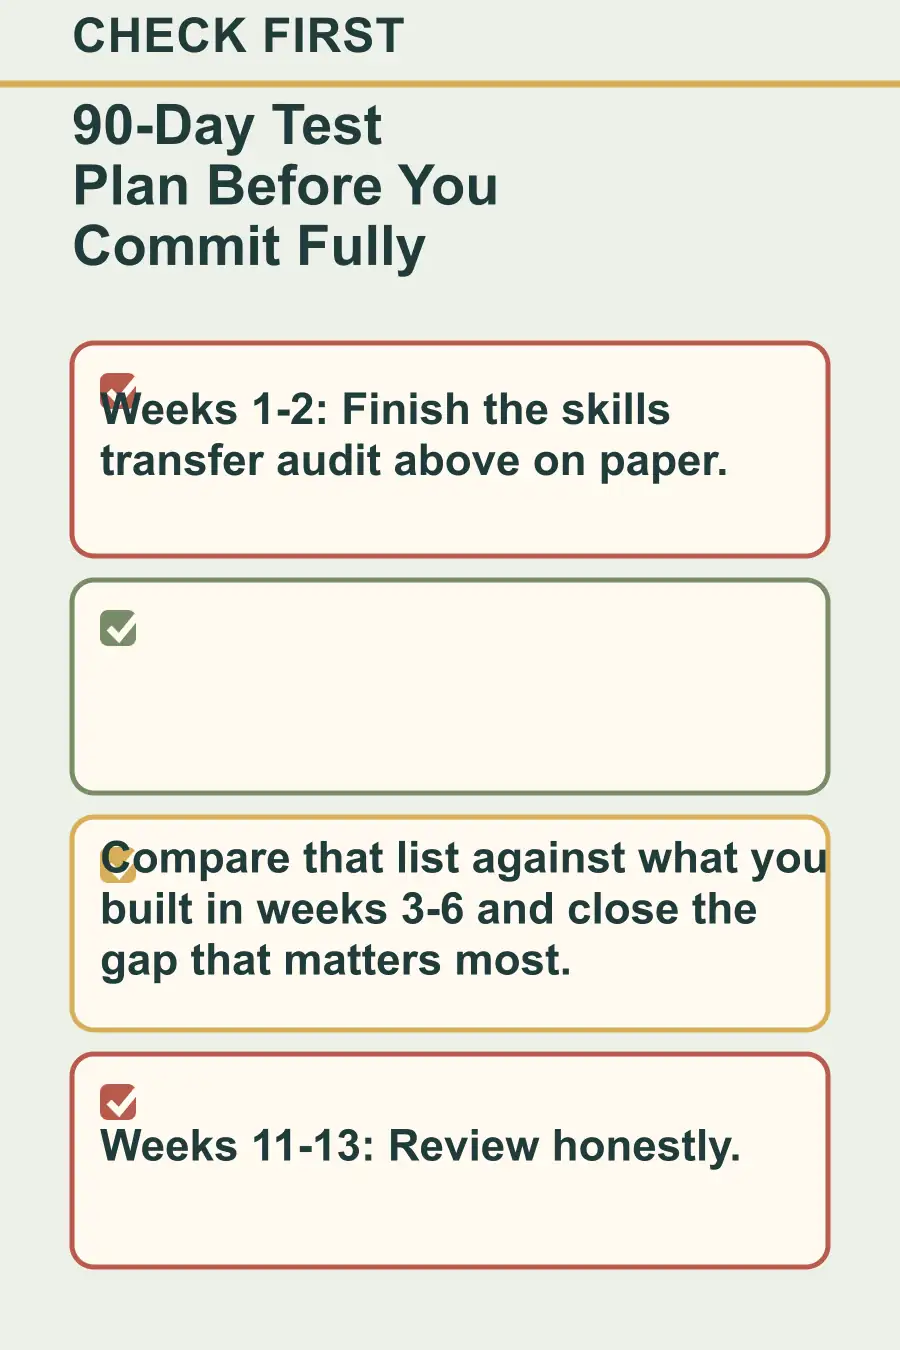 CHECK FIRST
90-Day Test
Plan Before You
Commit Fully
Weeks 1-2: Finish the skills
transfer audit above on paper.
Compare that list against what you
built in weeks 3-6 and close the
gap that matters most.
Weeks 11-13: Review honestly.